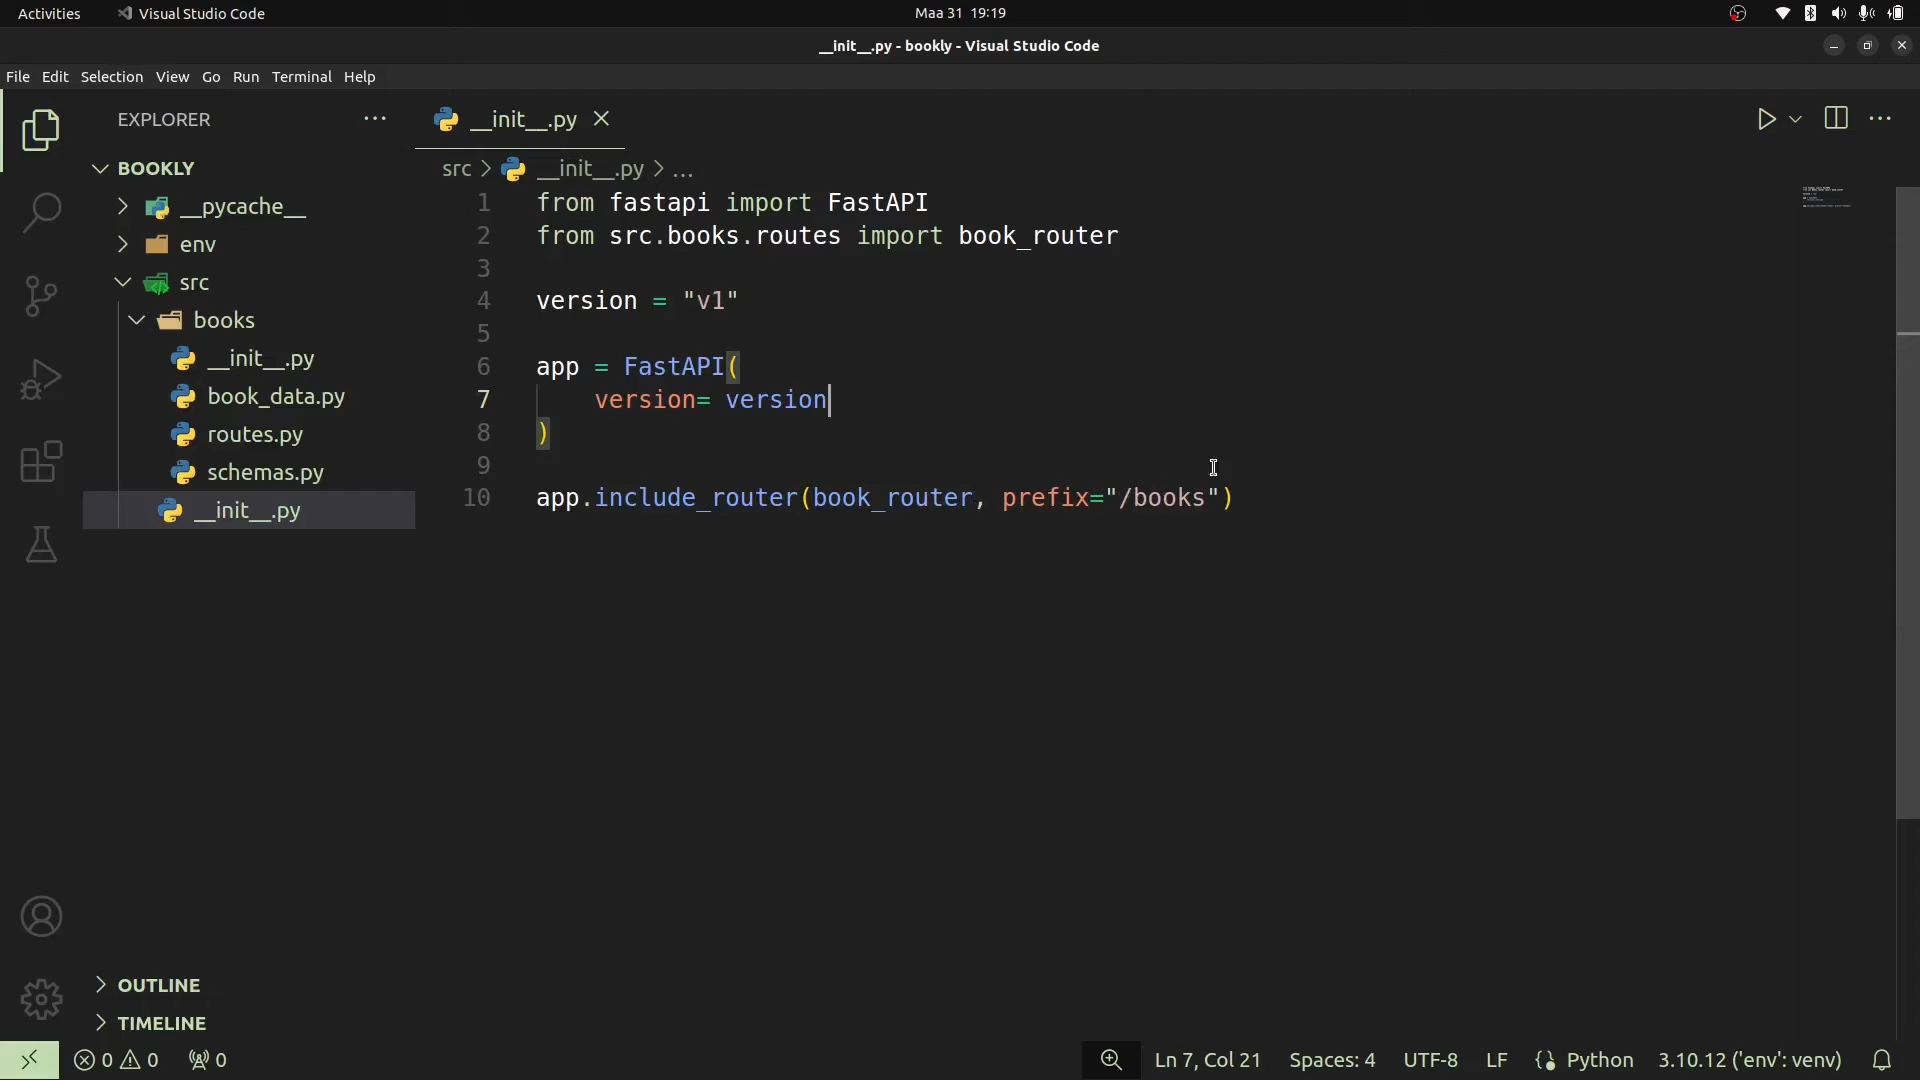 Activities
Visual Studio Code
Maa 31 19:19
__init__.py - bookly - Visual Studio Code
File Edit Selection View Go Run Terminal Help
EXPLORER
BOOKLY
__pycache__
env
src
books
__init__.py
book_data.py
routes.py
schemas.py
__init__.py
OUTLINE
TIMELINE
__init__.py
src > __init__.py > ...
1 from fastapi import FastAPI
2 from src.books.routes import book_router
3
4 version = "v1"
5
6 app = FastAPI(
7     version= version
8 )
9
10 app.include_router(book_router, prefix="/books")
0 0 0
Ln 7, Col 21 Spaces: 4 UTF-8 LF Python 3.10.12 ('env': venv)